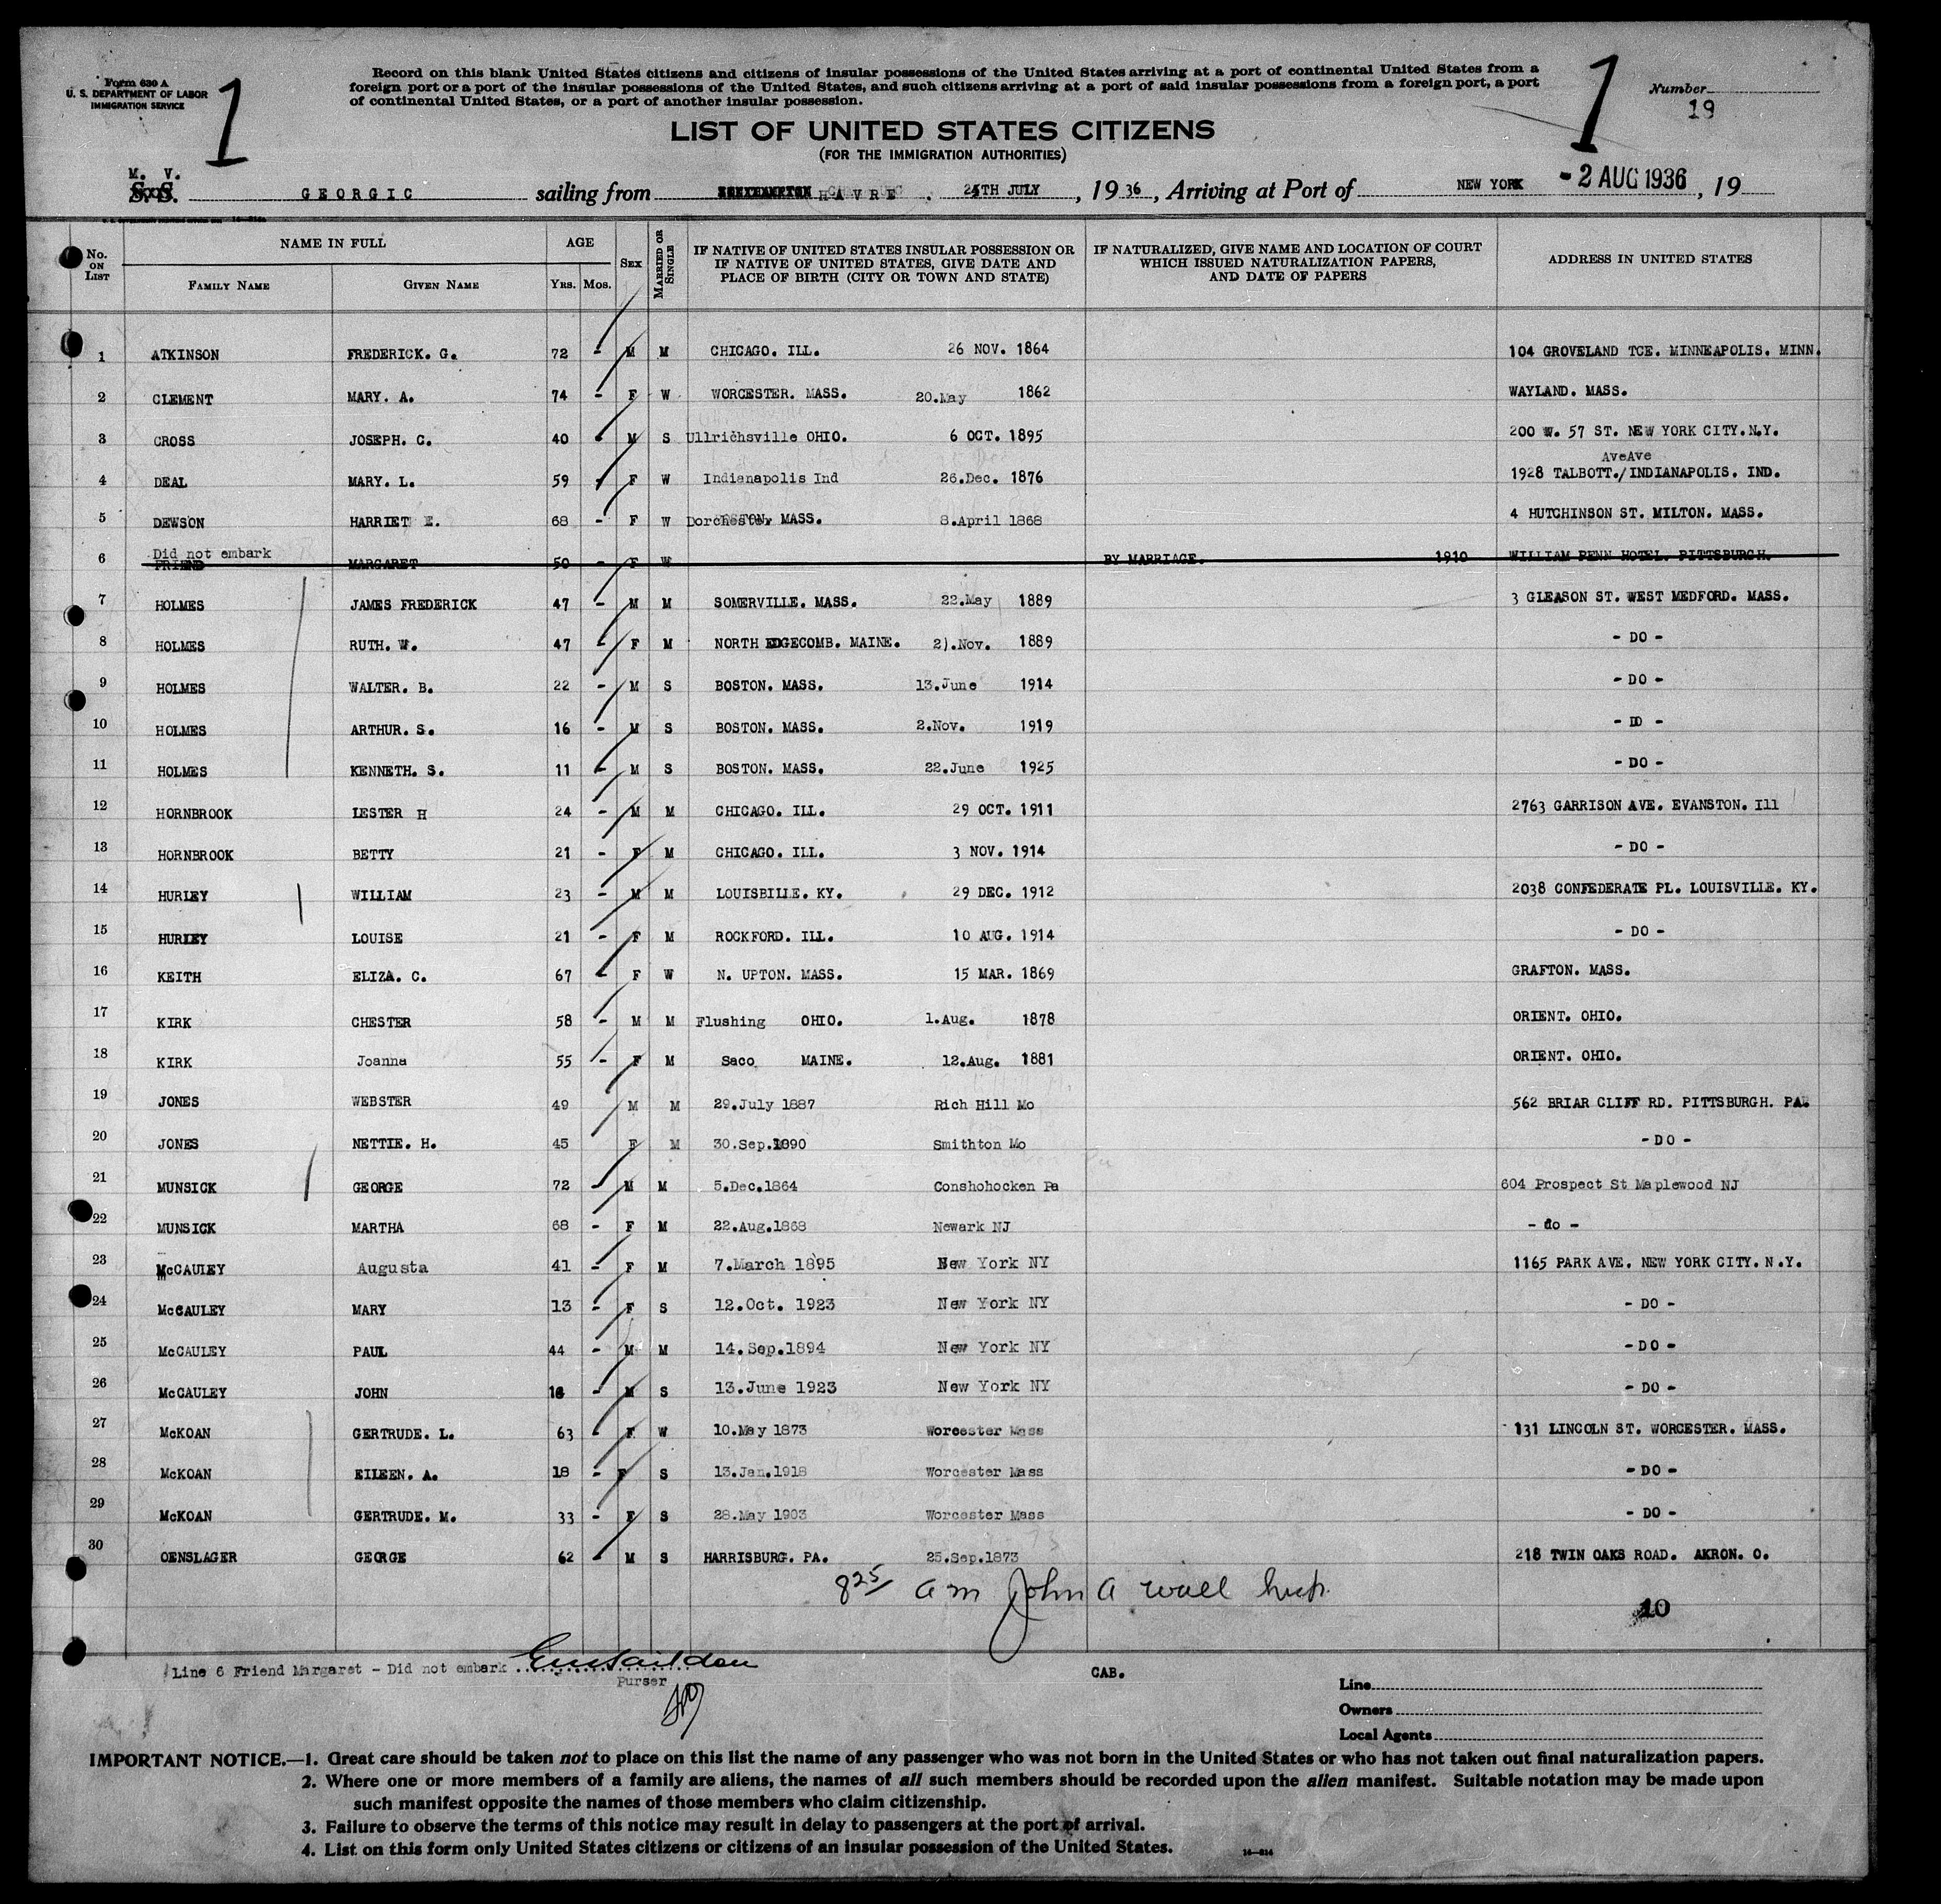 Form 630 A
U. S. DEPARTMENT OF LABOR
IMMIGRATION SERVICE
1
Record on this blank United States citizens and citizens of insular possessions of the United States arriving at a port of continental United States from a
foreign port or a port of the insular possessions of the United States, and such citizens arriving at a port of said insular possessions from a foreign port, a port
of continental United States, or a port of another insular possession.
1
Number
19
LIST OF UNITED STATES CITIZENS
(FOR THE IMMIGRATION AUTHORITIES)
M. V.
S. S. GEORGIC sailing from HAVRE. 25TH JULY, 1936, Arriving at Port of NEW YORK -2 AUG 1936, 19
No. ON LIST NAME IN FULL AGE SEX MARRIED OR SINGLE IF NATIVE OF UNITED STATES INSULAR POSSESSION OR IF NATIVE OF UNITED STATES, GIVE DATE AND PLACE OF BIRTH (CITY OR TOWN AND STATE) IF NATURALIZED, GIVE NAME AND LOCATION OF COURT WHICH ISSUED NATURALIZATION PAPERS, AND DATE OF PAPERS ADDRESS IN UNITED STATES
FAMILY NAME GIVEN NAME YRS. MOS.
1 ATKINSON FREDERICK. G. 72 - M M CHICAGO. ILL. 26 NOV. 1864 104 GROVELAND TCE. MINNEAPOLIS. MINN.
2 CLEMENT MARY. A. 74 - F W WORCESTER. MASS. 20.May 1862 WAYLAND. MASS.
3 CROSS JOSEPH. C. 40 - M S Ullrichsville OHIO. 6 OCT. 1895 200 W. 57 ST. NEW YORK CITY.N.Y.
AveAve
4 DEAL MARY. L. 59 - F W Indianapolis Ind 26.Dec. 1876 1928 TALBOTT./INDIANAPOLIS. IND.
5 DEWSON HARRIET E. 68 - F W Dorchester MASS. 8.April 1868 4 HUTCHINSON ST. MILTON. MASS.
Did not embark
6 FRIEND MARGARET 50 - F W BY MARRIAGE. 1910 WILLIAM PENN HOTEL. PITTSBURGH.
7 HOLMES JAMES FREDERICK 47 - M M SOMERVILLE. MASS. 22.May 1889 3 GLEASON ST. WEST MEDFORD. MASS.
8 HOLMES RUTH. W. 47 - F M NORTH EDGECOMB. MAINE. 2).Nov. 1889 - DO -
9 HOLMES WALTER. B. 22 - M S BOSTON. MASS. 13.June 1914 - DO -
10 HOLMES ARTHUR. S. 16 - M S BOSTON. MASS. 2.Nov. 1919 - DO -
11 HOLMES KENNETH. S. 11 - M S BOSTON. MASS. 22.June 1925 - DO -
12 HORNBROOK LESTER H 24 - M M CHICAGO. ILL. 29 OCT. 1911 2763 GARRISON AVE. EVANSTON. Ill
13 HORNBROOK BETTY 21 - F M CHICAGO. ILL. 3 NOV. 1914 - DO -
14 HURLEY WILLIAM 23 - M M LOUISBILLE. KY. 29 DEC. 1912 2038 CONFEDERATE PL. LOUISVILLE. KY.
15 HURLEY LOUISE 21 - F M ROCKFORD. ILL. 10 AUG. 1914 - DO -
16 KEITH ELIZA. C. 67 - F W N. UPTON. MASS. 15 MAR. 1869 GRAFTON. MASS.
17 KIRK CHESTER 58 - M M Flushing OHIO. 1.Aug. 1878 ORIENT. OHIO.
18 KIRK Joanna 55 - F M Saco MAINE. 12.Aug. 1881 ORIENT. OHIO.
19 JONES WEBSTER 49 M M 29.July 1887 Rich Hill Mo 562 BRIAR CLIFF RD. PITTSBURGH. PA.
20 JONES NETTIE. H. 45 F M 30.Sep.1890 Smithton Mo - DO -
21 MUNSICK GEORGE 72 - M M 5.Dec.1864 Conshohocken Pa 604 Prospect St Maplewood NJ
22 MUNSICK MARTHA 68 - F M 22.Aug.1868 Newark NJ - do -
23 McCAULEY Augusta 41 - F M 7.March 1895 New York NY 1165 PARK AVE. NEW YORK CITY. N.Y.
24 McCAULEY MARY 13 - F S 12.Oct. 1923 New York NY - DO -
25 McCAULEY PAUL 44 - M M 14.Sep.1894 New York NY - DO -
26 McCAULEY JOHN - M S 13.June 1923 New York NY - DO -
27 McKOAN GERTRUDE. L. 63 - F W 10.May 1873 Worcester Mass 131 LINCOLN ST. WORCESTER. MASS.
28 McKOAN EILEEN. A. 18 - F S 13.Jan.1918 Worcester Mass - DO -
29 McKOAN GERTRUDE. M. 33 - F S 28.May 1903 Worcester Mass - DO -
30 OENSLAGER GEORGE 62 - M S HARRISBURG. PA. 25.Sep.1873 218 TWIN OAKS ROAD. AKRON. O.
8 25 am John A wall Insp.
10
Line 6 Friend Margaret - Did not embark
Purser
CAB.
Line
Owners
Local Agents
IMPORTANT NOTICE.—1. Great care should be taken not to place on this list the name of any passenger who was not born in the United States or who has not taken out final naturalization papers.
2. Where one or more members of a family are aliens, the names of all such members should be recorded upon the alien manifest. Suitable notation may be made upon
such manifest opposite the names of those members who claim citizenship.
3. Failure to observe the terms of this notice may result in delay to passengers at the port of arrival.
4. List on this form only United States citizens or citizens of an insular possession of the United States.